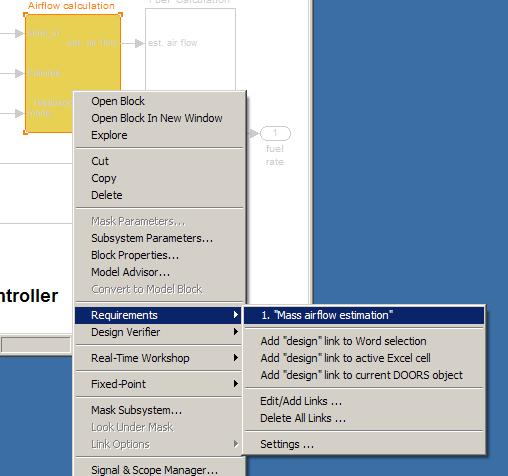 Airflow calculation
est. air flow
est. air flow
1
fuel
rate
ntroller
Open Block
Open Block In New Window
Explore
Cut
Copy
Delete
Mask Parameters...
Subsystem Parameters...
Block Properties...
Model Advisor...
Convert to Model Block
Requirements
Design Verifier
Real-Time Workshop
Fixed-Point
Mask Subsystem...
Look Under Mask
Link Options
Signal & Scope Manager...
1. "Mass airflow estimation"
Add "design" link to Word selection
Add "design" link to active Excel cell
Add "design" link to current DOORS object
Edit/Add Links ...
Delete All Links ...
Settings ...